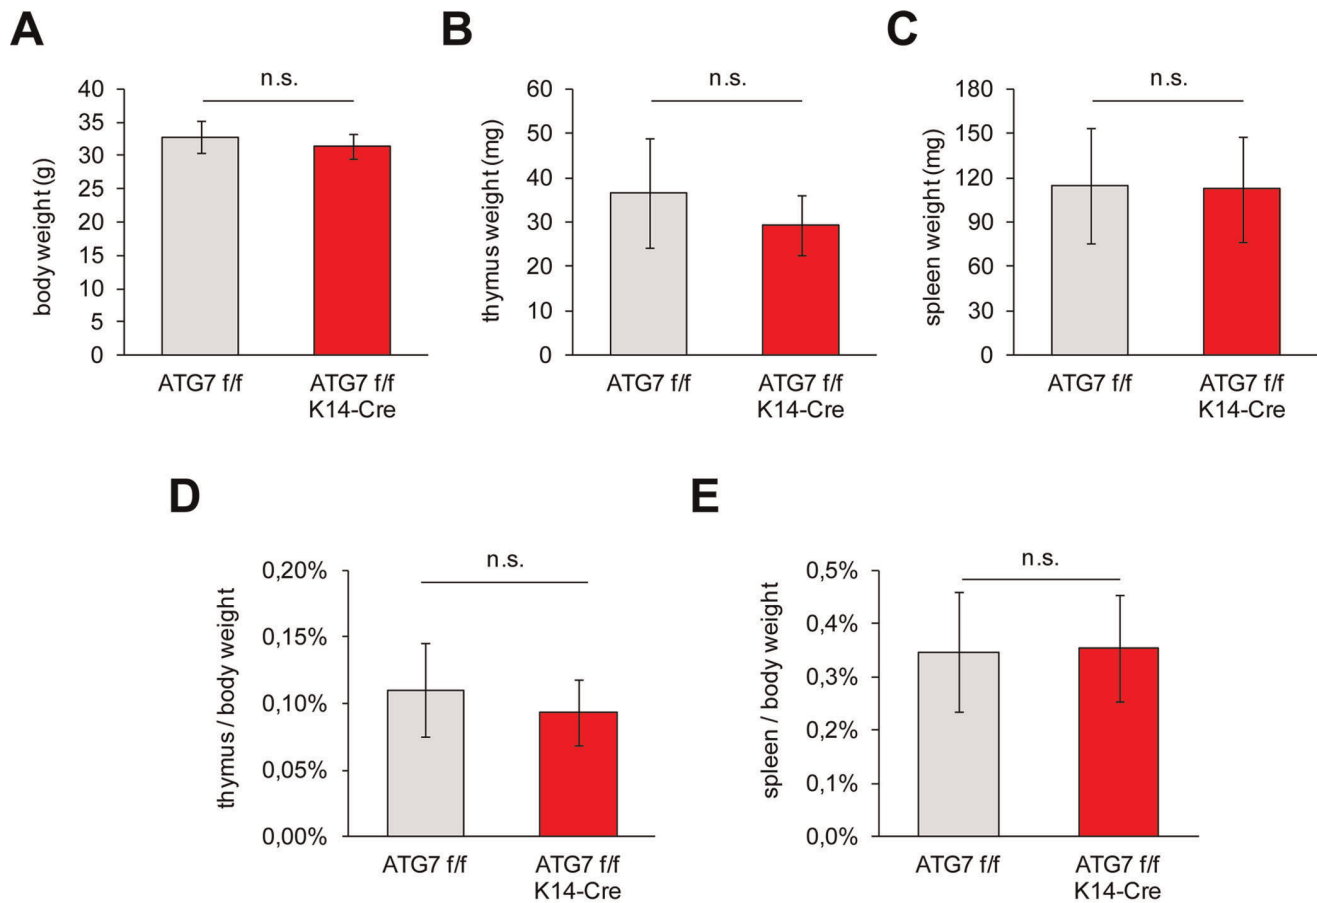 A
n.s.
body weight (g)
40
35
30
25
20
15
10
5
0
ATG7 f/f
ATG7 f/f
K14-Cre
B
n.s.
thymus weight (mg)
60
50
40
30
20
10
0
ATG7 f/f
ATG7 f/f
K14-Cre
C
n.s.
spleen weight (mg)
180
150
120
90
60
30
0
ATG7 f/f
ATG7 f/f
K14-Cre
D
n.s.
thymus / body weight
0,20%
0,15%
0,10%
0,05%
0,00%
ATG7 f/f
ATG7 f/f
K14-Cre
E
n.s.
spleen / body weight
0,5%
0,4%
0,3%
0,2%
0,1%
0,0%
ATG7 f/f
ATG7 f/f
K14-Cre